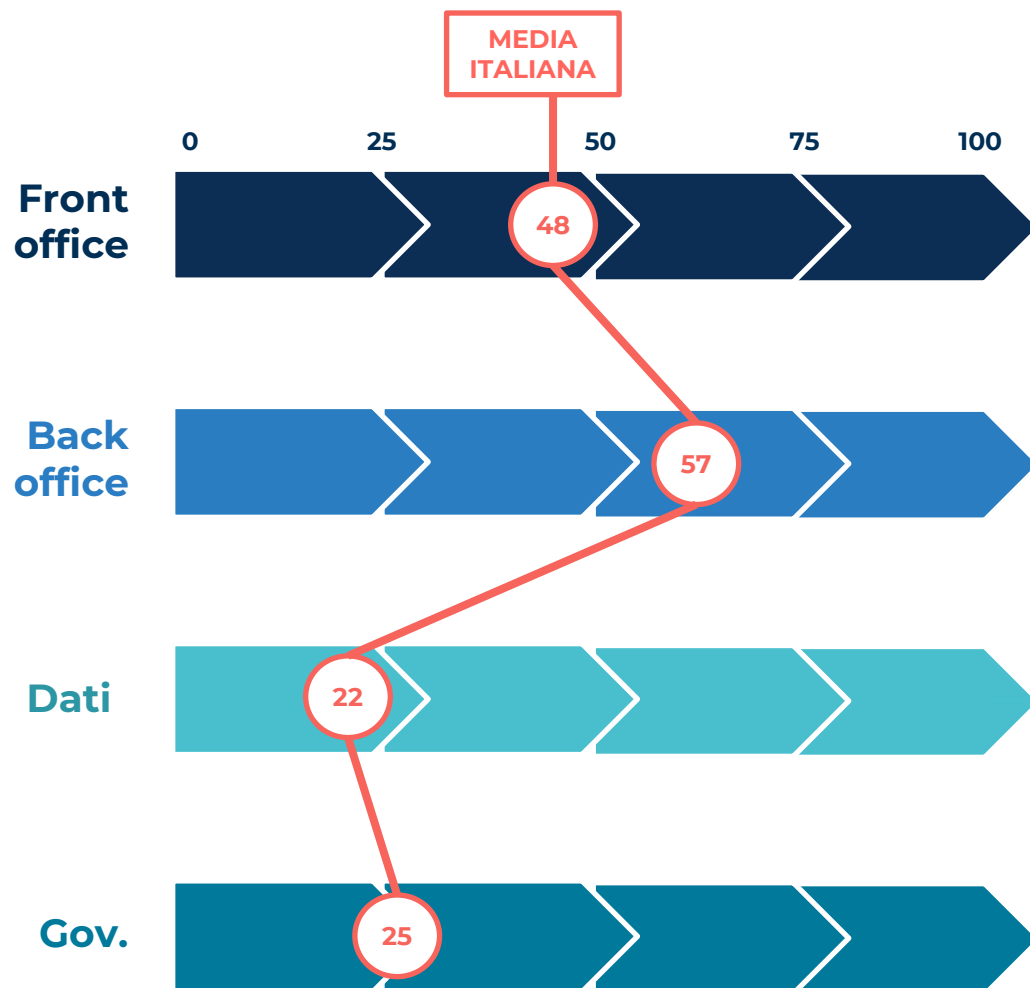 MEDIA
ITALIANA
0 25 50 75 100
Front
office
48
Back
office
57
Dati
22
Gov.
25